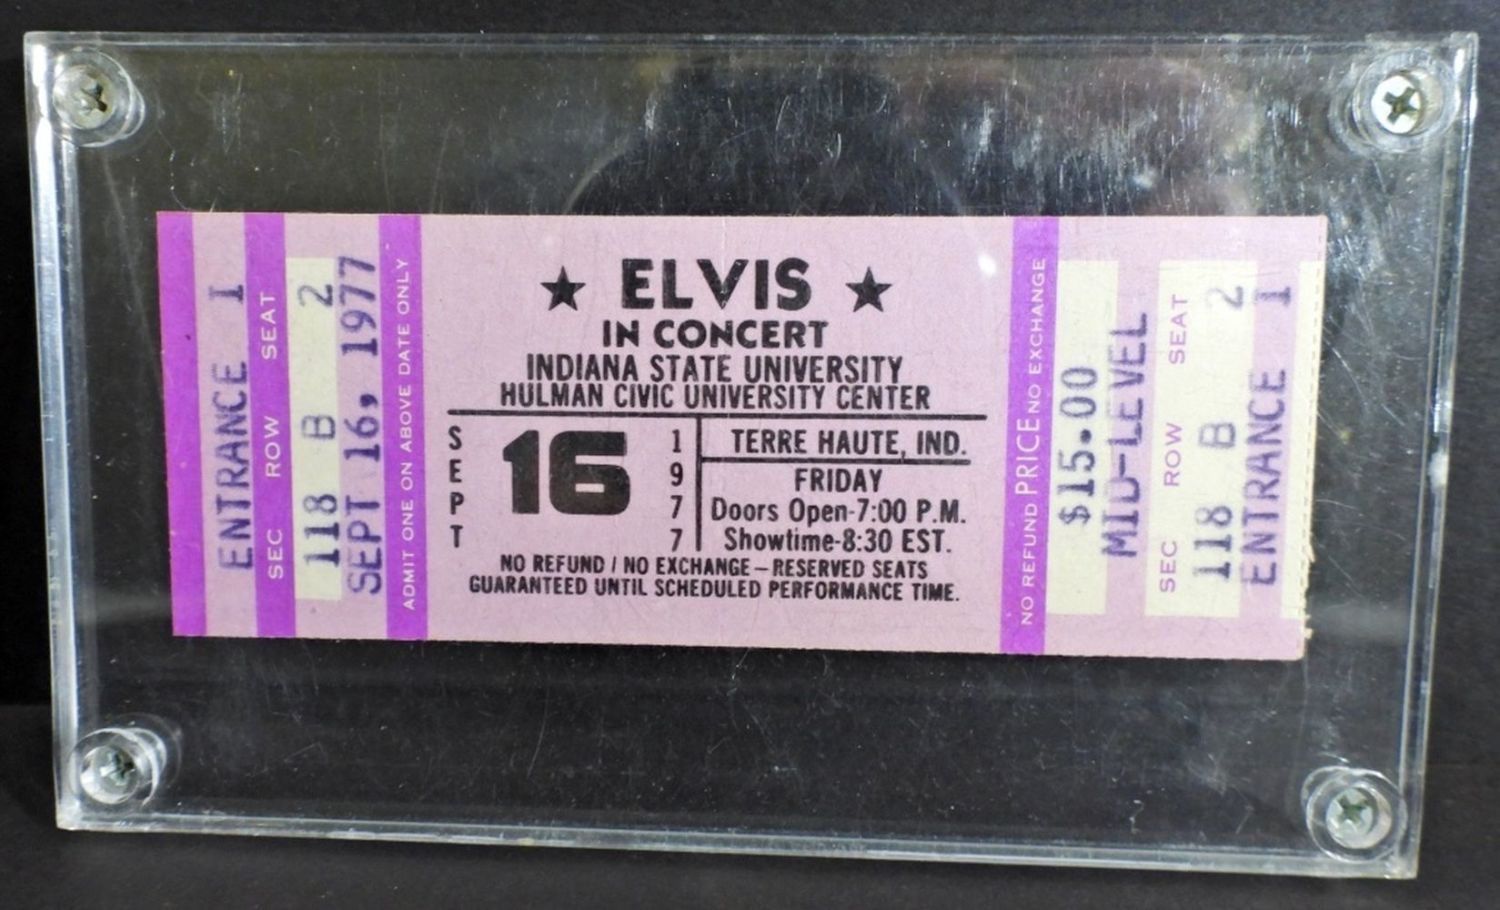 ENTRANCE 1
SEC ROW SEAT
118 B 2
SEPT 16, 1977
ADMIT ONE ON ABOVE DATE ONLY
★ ELVIS ★
IN CONCERT
INDIANA STATE UNIVERSITY
HULMAN CIVIC UNIVERSITY CENTER
SEPT
16
1977
TERRE HAUTE, IND.
FRIDAY
Doors Open-7:00 P.M.
Showtime-8:30 EST.
NO REFUND / NO EXCHANGE — RESERVED SEATS
GUARANTEED UNTIL SCHEDULED PERFORMANCE TIME.
NO REFUND PRICE NO EXCHANGE
$15.00
MID-LEVEL
SEC ROW SEAT
118 B 2
ENTRANCE 1